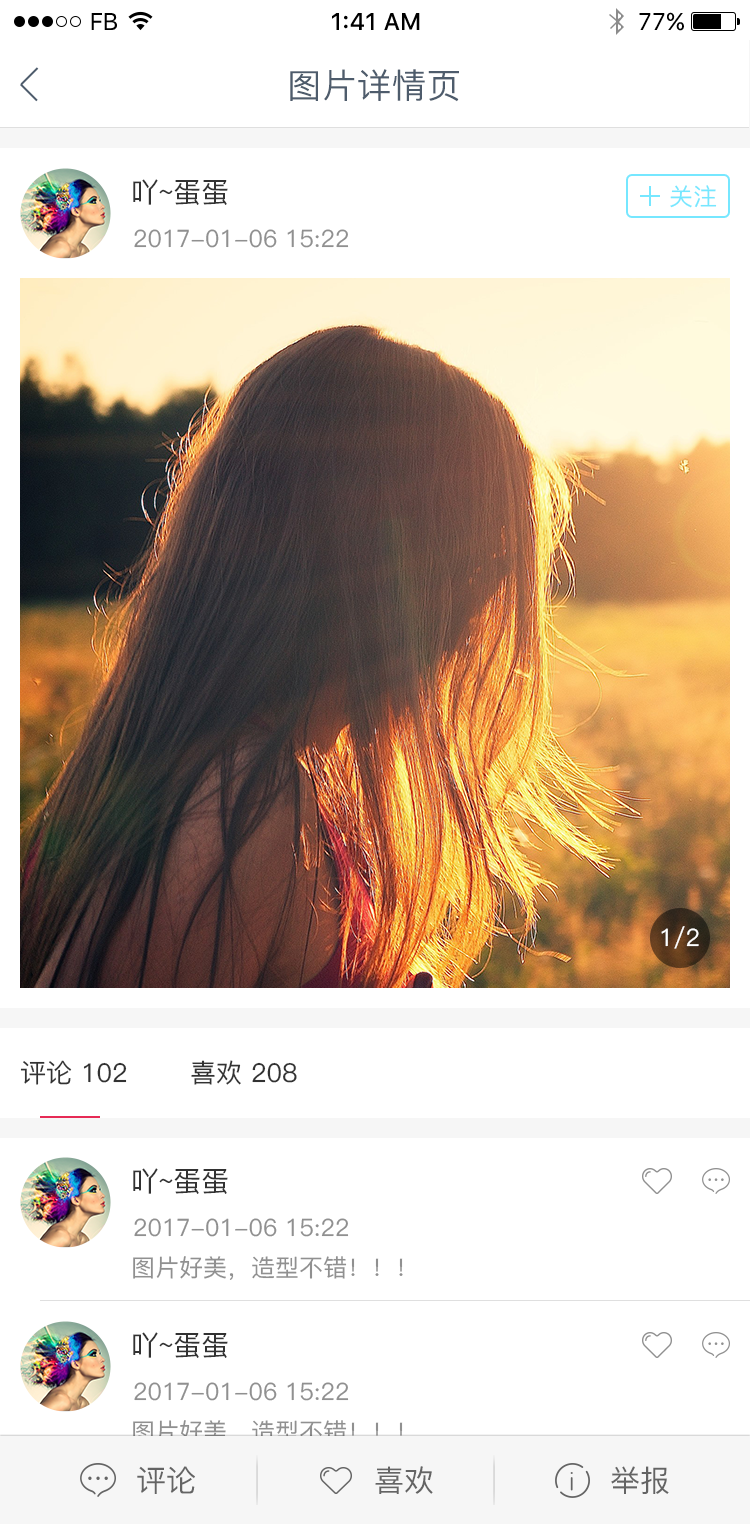 FB 1:41 AM 77%
图片详情页
吖~蛋蛋
+ 关注
2017-01-06 15:22
1/2
评论 102 喜欢 208
吖~蛋蛋
2017-01-06 15:22
图片好美，造型不错！！！
吖~蛋蛋
2017-01-06 15:22
图片好美，造型不错！！！
评论 喜欢 举报